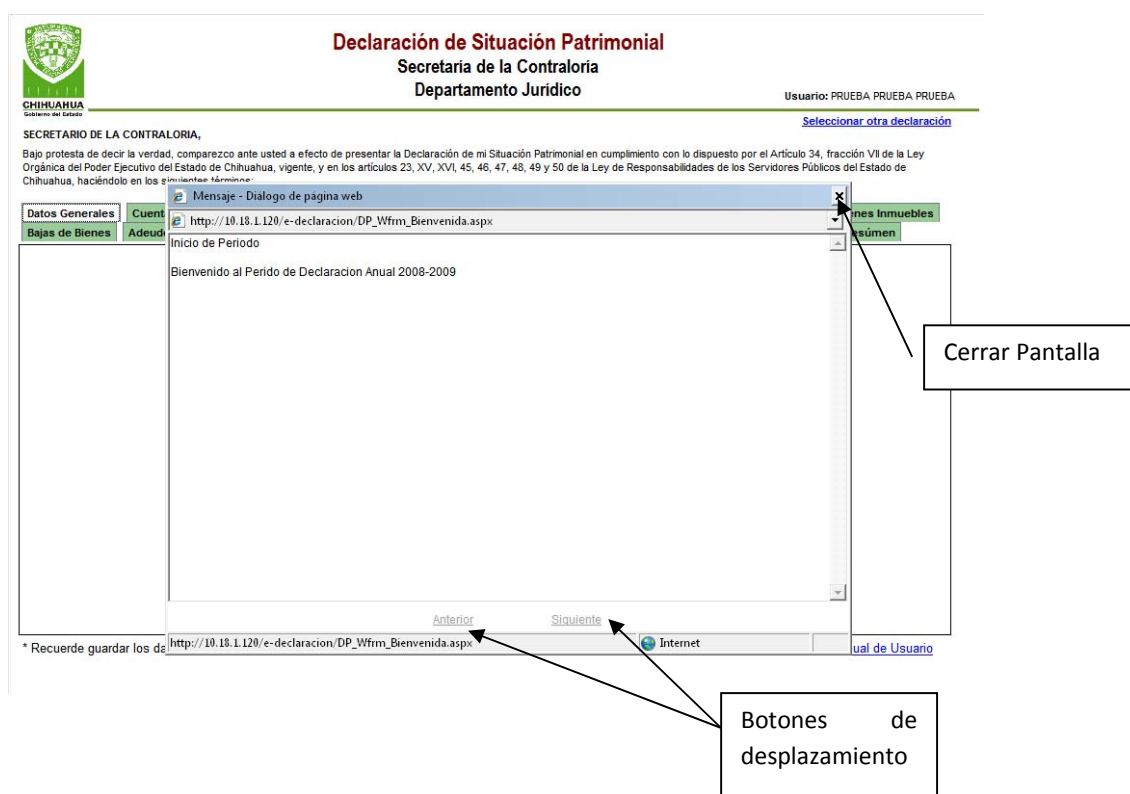 Declaración de Situación Patrimonial
Secretaria de la Contraloría
Departamento Jurídico
CHIHUAHUA
Gobierno del Estado
Usuario: PRUEBA PRUEBA PRUEBA
Seleccionar otra declaración
SECRETARIO DE LA CONTRALORIA,
Bajo protesta de decir la verdad, comparezco ante usted a efecto de presentar la Declaración de mi Situación Patrimonial en cumplimiento con lo dispuesto por el Artículo 34, fracción VII de la Ley
Orgánica del Poder Ejecutivo del Estado de Chihuahua, vigente, y en los artículos 23, XV, XVI, 45, 46, 47, 48, 49 y 50 de la Ley de Responsabilidades de los Servidores Públicos del Estado de
Chihuahua, haciéndolo en los siguientes términos:
Mensaje - Diálogo de página web
Datos Generales Cuent enes Inmuebles
http://10.18.1.120/e-declaracion/DP_Wfrm_Bienvenida.aspx
Bajas de Bienes Adeud esúmen
Inicio de Periodo
Bienvenido al Perido de Declaracion Anual 2008-2009
Cerrar Pantalla
Anterior Siguiente
* Recuerde guardar los da http://10.18.1.120/e-declaracion/DP_Wfrm_Bienvenida.aspx Internet ual de Usuario
Botones de
desplazamiento